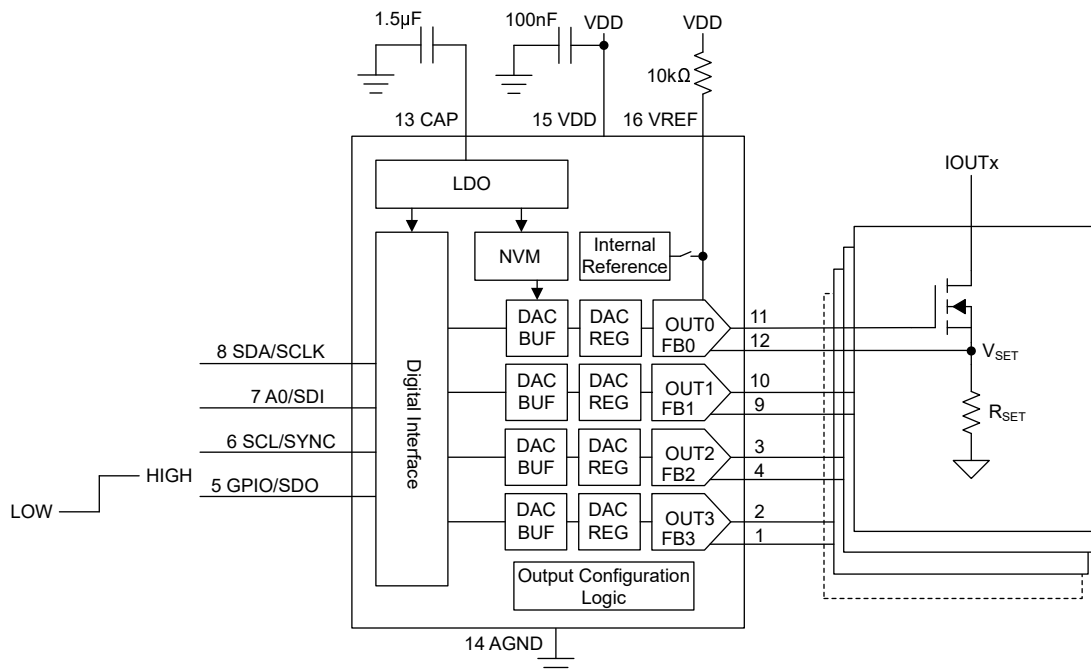 1.5µF
100nF
VDD
VDD
10kΩ
13 CAP
15 VDD
16 VREF
LDO
NVM
Internal
Reference
IOUTx
DAC
BUF
DAC
REG
OUT0
FB0
11
12
VSET
8 SDA/SCLK
7 A0/SDI
6 SCL/SYNC
5 GPIO/SDO
HIGH
LOW
Digital Interface
DAC
BUF
DAC
REG
OUT1
FB1
10
9
RSET
DAC
BUF
DAC
REG
OUT2
FB2
3
4
DAC
BUF
DAC
REG
OUT3
FB3
2
1
Output Configuration
Logic
14 AGND